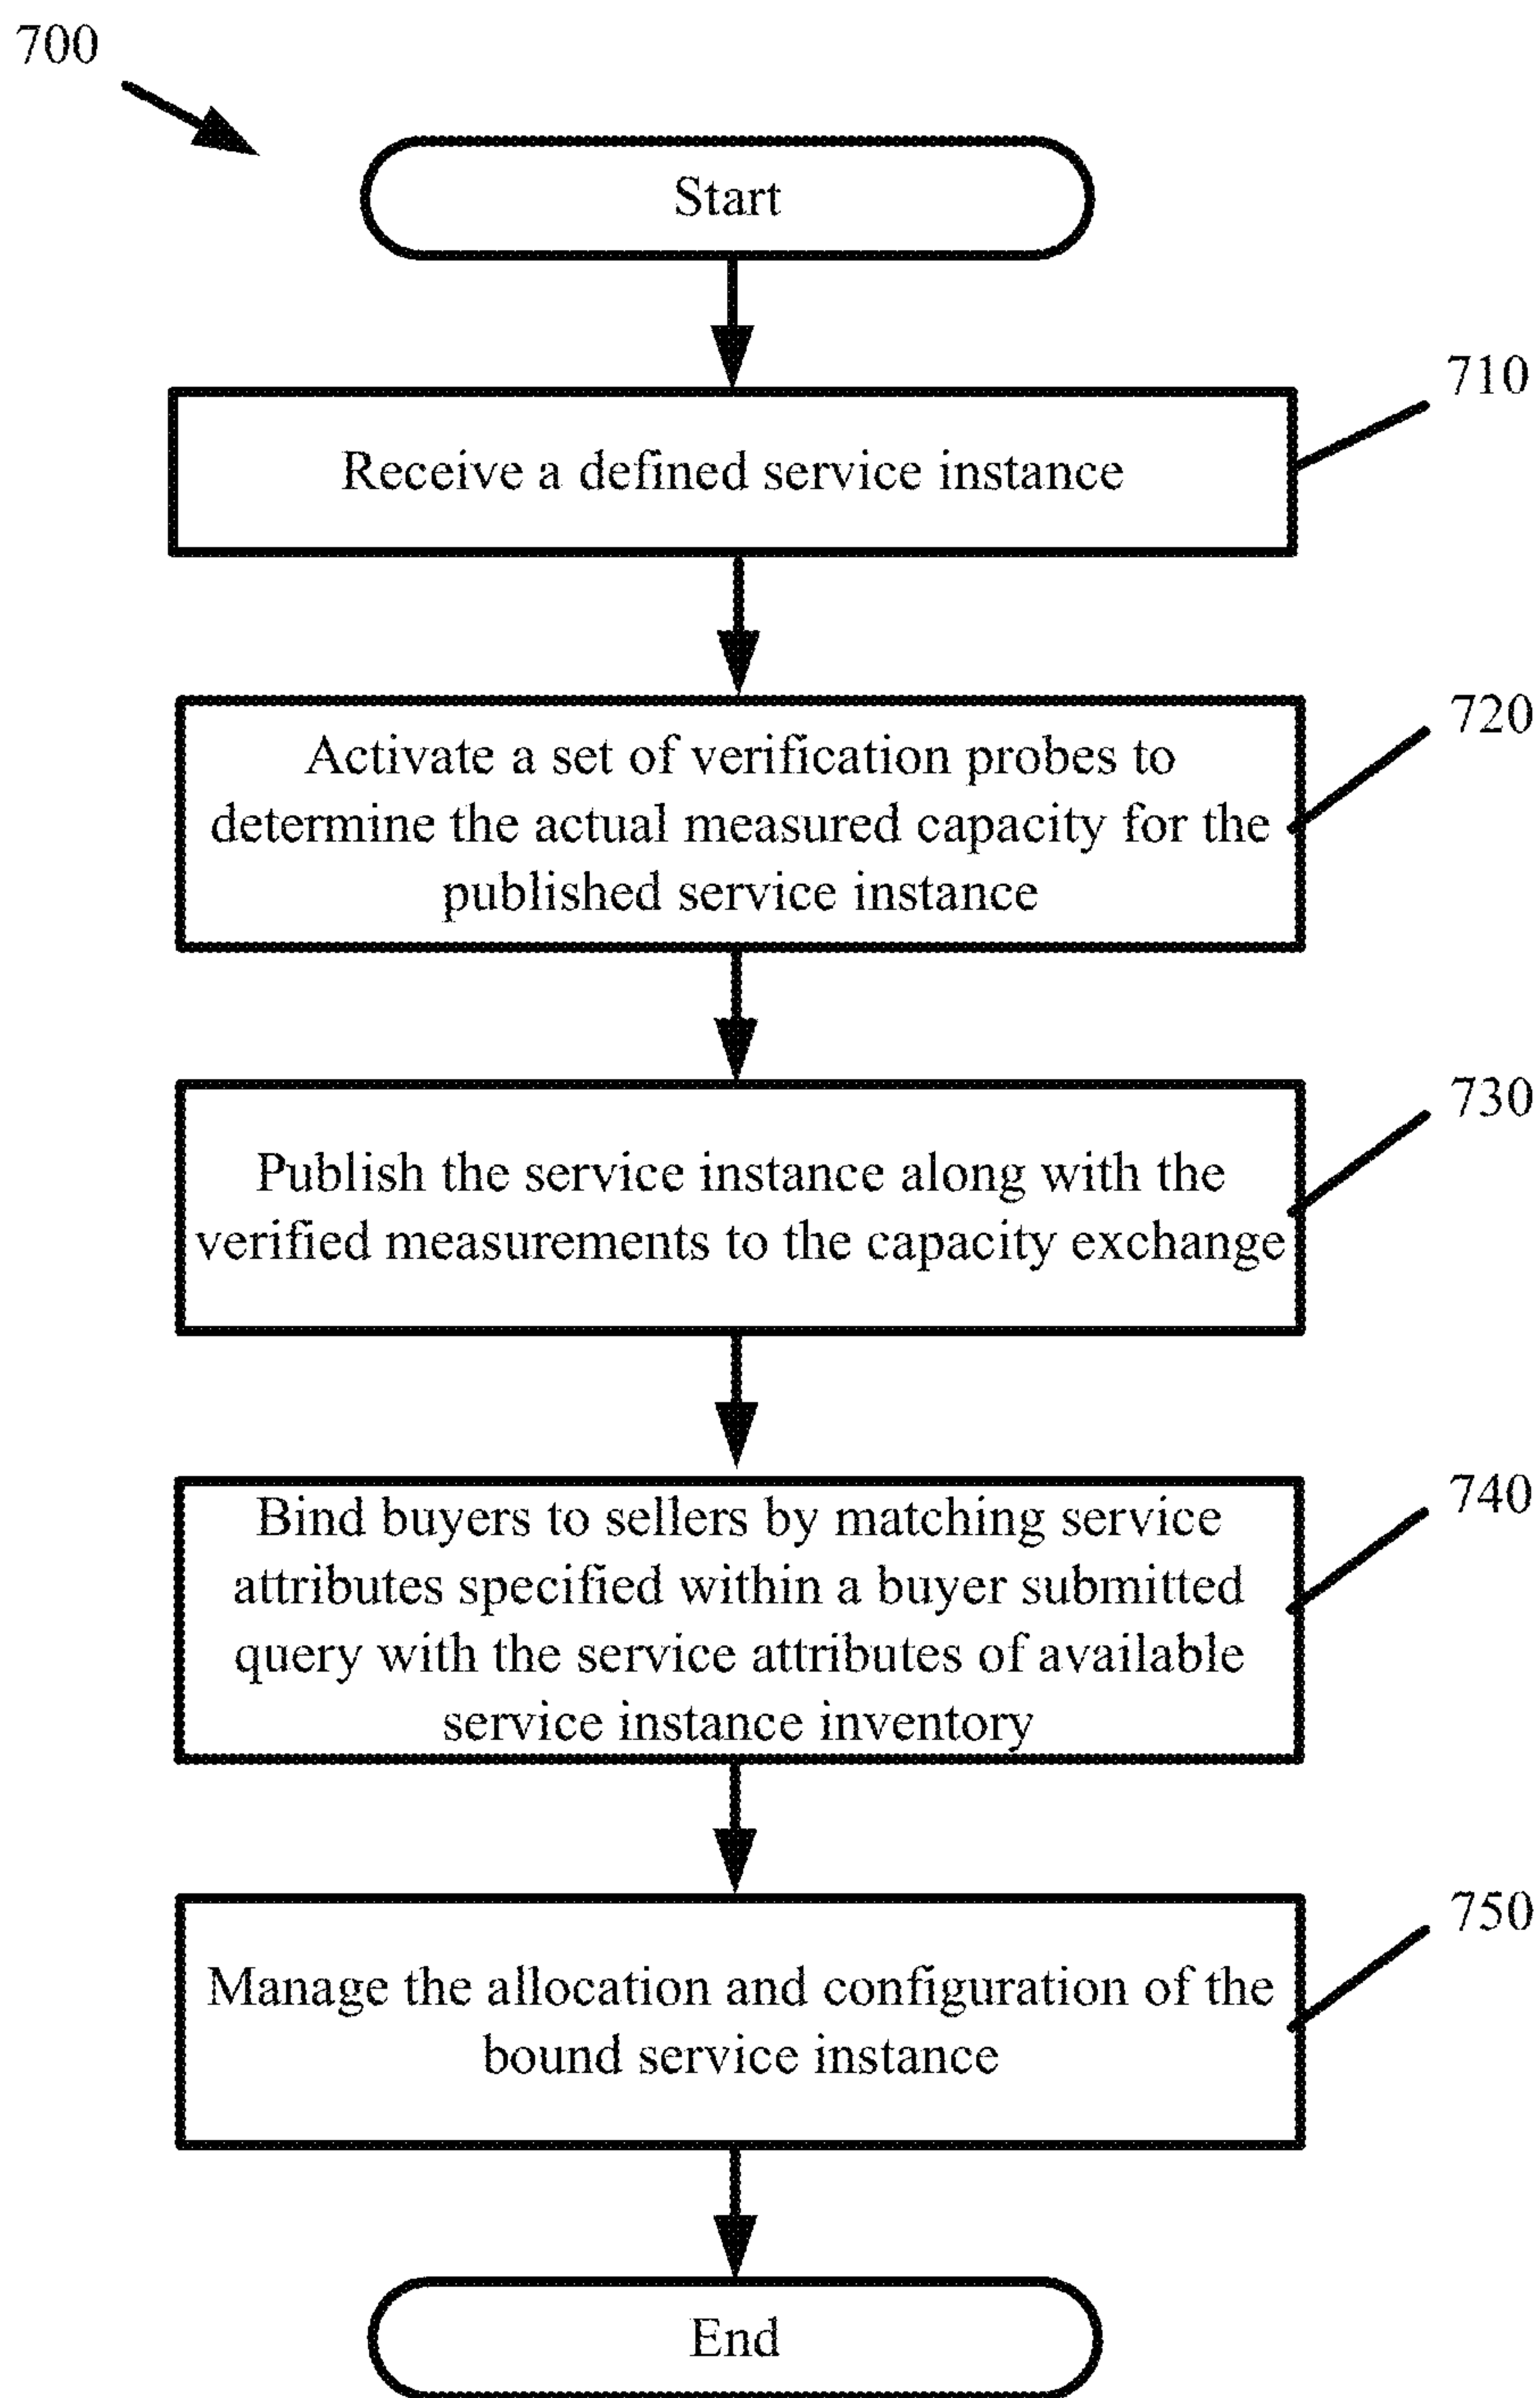 700
Start
710
Receive a defined service instance
720
Activate a set of verification probes to
determine the actual measured capacity for the
published service instance
730
Publish the service instance along with the
verified measurements to the capacity exchange
740
Bind buyers to sellers by matching service
attributes specified within a buyer submitted
query with the service attributes of available
service instance inventory
750
Manage the allocation and configuration of the
bound service instance
End